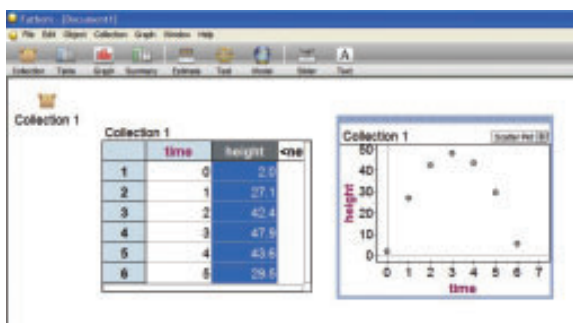 Fathom - [Document1]
File Edit Object Collection Graph Window Help
Collection Table Graph Summary Estimate Test Model Slider Text
Collection 1
Collection 1
time height <ne
1 0 2.0
2 1 27.1
3 2 42.4
4 3 47.9
5 4 43.6
6 5 29.5
Collection 1 Scatter Plot
50
40
30
20
10
0
height
0 1 2 3 4 5 6 7
time